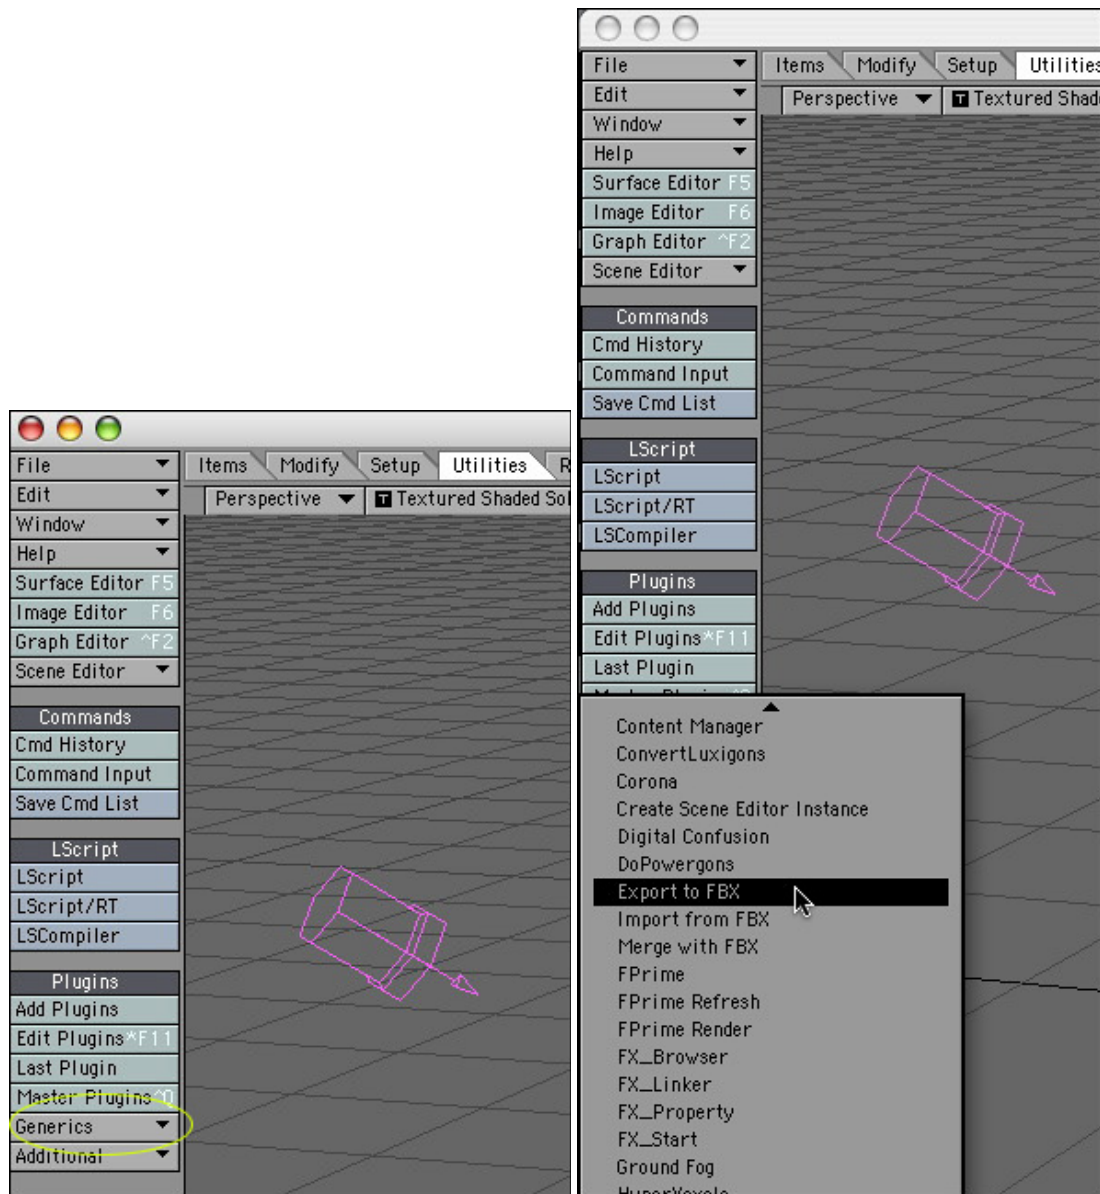 File
Edit
Window
Help
Surface Editor F5
Image Editor F6
Graph Editor ^F2
Scene Editor
Commands
Cmd History
Command Input
Save Cmd List
LScript
LScript
LScript/RT
LSCompiler
Plugins
Add Plugins
Edit Plugins*F11
Last Plugin
Master Plugins^Q
Generics
Additional
Items Modify Setup Utilities R
Perspective T Textured Shaded Sol
File
Edit
Window
Help
Surface Editor F5
Image Editor F6
Graph Editor ^F2
Scene Editor
Commands
Cmd History
Command Input
Save Cmd List
LScript
LScript
LScript/RT
LSCompiler
Plugins
Add Plugins
Edit Plugins*F11
Last Plugin
Items Modify Setup Utilities
Perspective T Textured Shad
Content Manager
ConvertLuxigons
Corona
Create Scene Editor Instance
Digital Confusion
DoPowergons
Export to FBX
Import from FBX
Merge with FBX
FPrime
FPrime Refresh
FPrime Render
FX_Browser
FX_Linker
FX_Property
FX_Start
Ground Fog